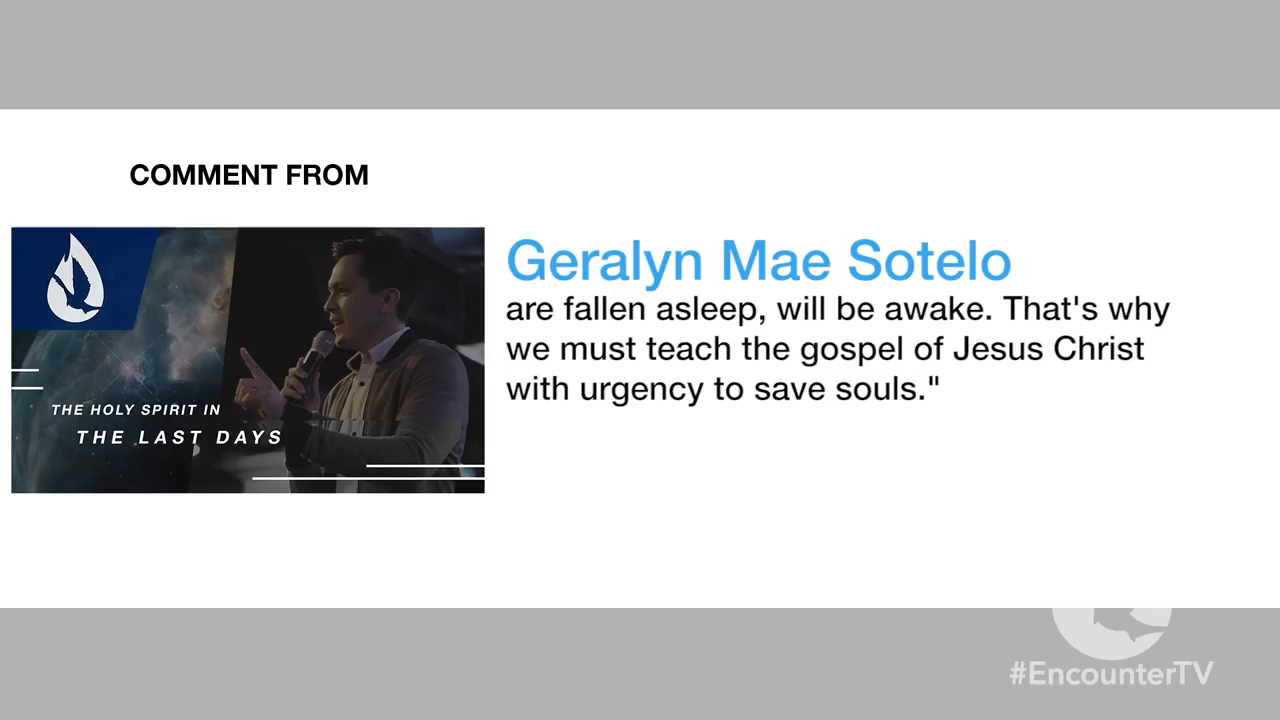 COMMENT FROM
THE HOLY SPIRIT IN
THE LAST DAYS
Geralyn Mae Sotelo
are fallen asleep, will be awake. That's why
we must teach the gospel of Jesus Christ
with urgency to save souls."
#EncounterTV